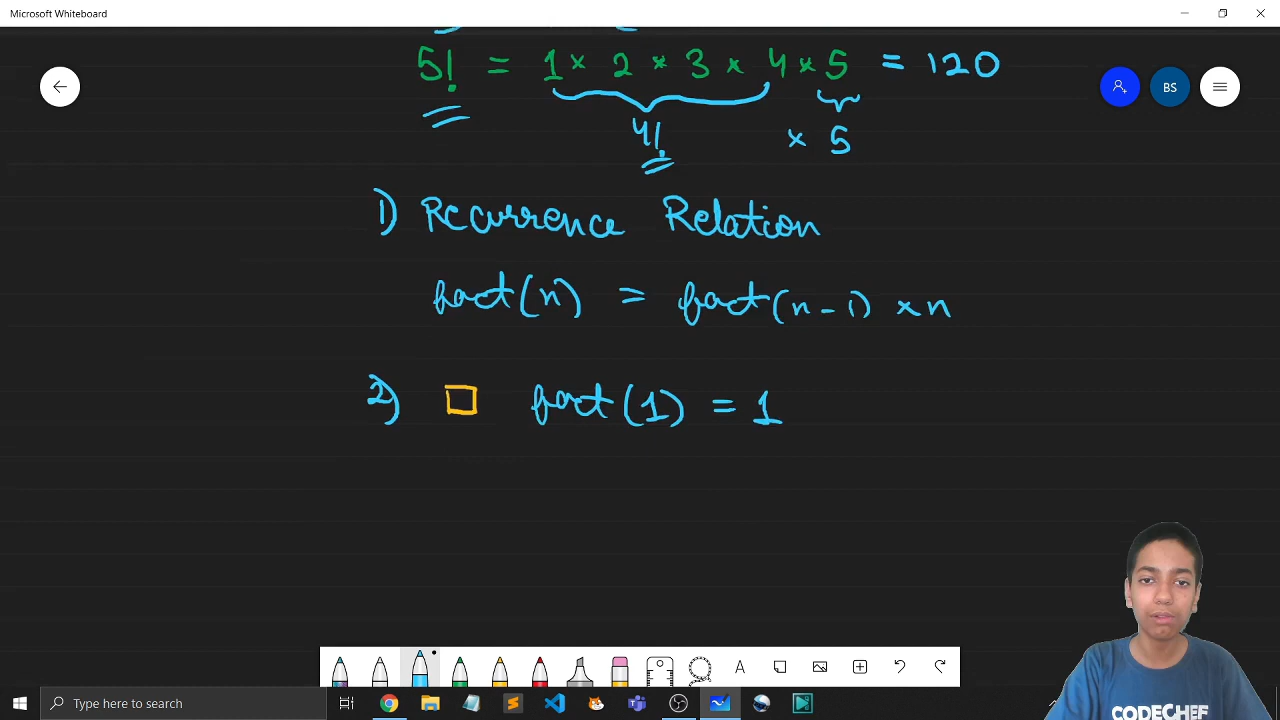 Microsoft Whiteboard
5! = 1 × 2 × 3 × 4 × 5 = 120
4! × 5
BS
1) Recurrence Relation
fact(n) = fact(n-1) × n
2) fact(1) = 1
CODECHEF
A
Type here to search